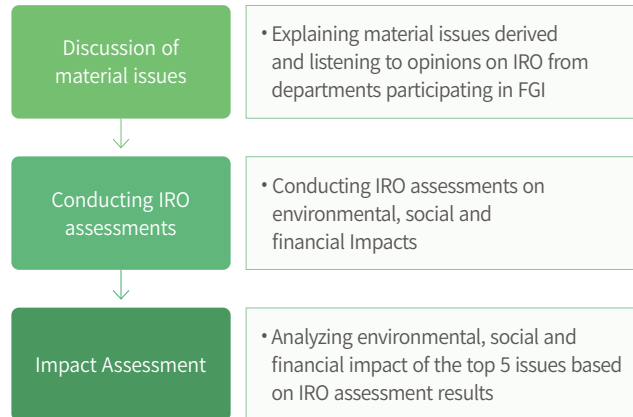 Discussion of
material issues
• Explaining material issues derived
and listening to opinions on IRO from
departments participating in FGI
Conducting IRO
assessments
• Conducting IRO assessments on
environmental, social and
financial Impacts
Impact Assessment
• Analyzing environmental, social and
financial impact of the top 5 issues based
on IRO assessment results